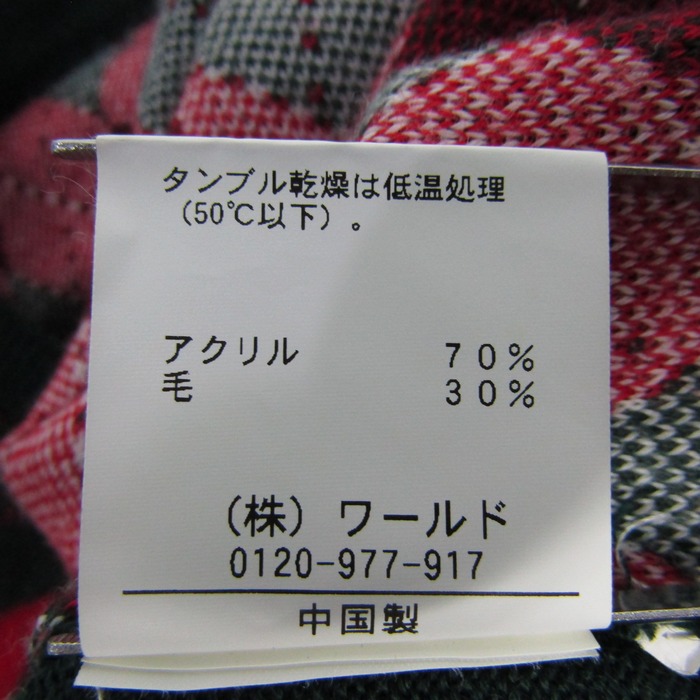 タンブル乾燥は低温処理
（50℃以下）。
アクリル 70％
毛 30％
（株）ワールド
0120-977-917
中国製